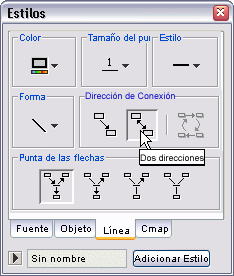 Estilos
Color
Tamaño del pu
Estilo
1
Forma
Dirección de Conexión
Dos direcciones
Punta de las flechas
Fuente
Objeto
Línea
Cmap
Sin nombre
Adicionar Estilo